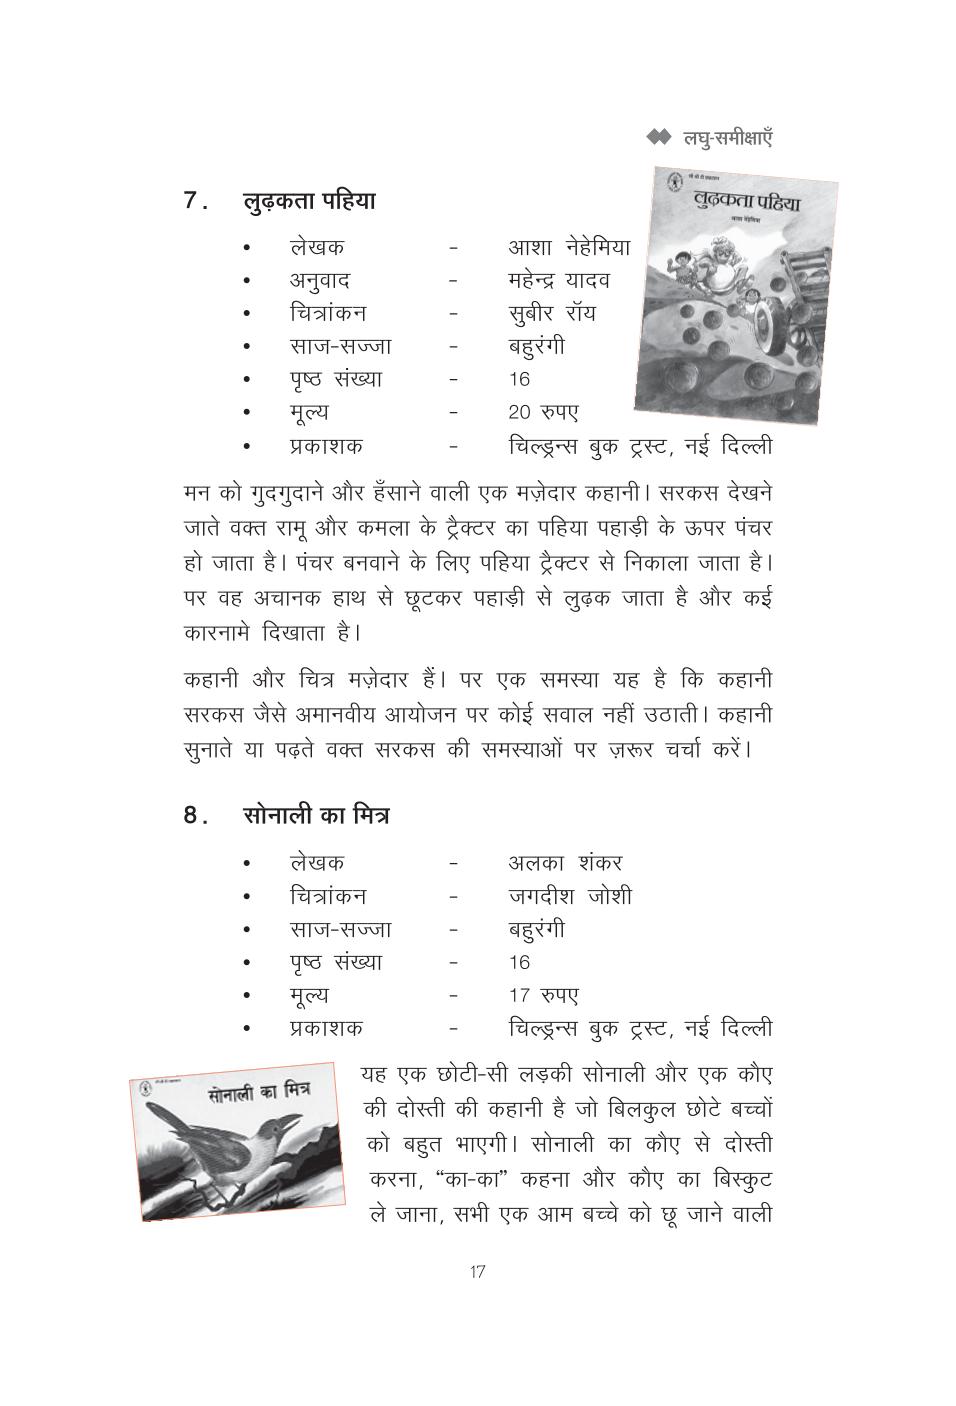 लघु-समीक्षाएँ
7. लुढ़कता पहिया
• लेखक - आशा नेहेमिया
• अनुवाद - महेन्द्र यादव
• चित्रांकन - सुबीर रॉय
• साज-सज्जा - बहुरंगी
• पृष्ठ संख्या - 16
• मूल्य - 20 रुपए
• प्रकाशक - चिल्ड्रन्स बुक ट्रस्ट, नई दिल्ली
लुढ़कता पहिया
आशा नेहेमिया
मन को गुदगुदाने और हँसाने वाली एक मज़ेदार कहानी। सरकस देखने
जाते वक्त रामू और कमला के ट्रैक्टर का पहिया पहाड़ी के ऊपर पंचर
हो जाता है। पंचर बनवाने के लिए पहिया ट्रैक्टर से निकाला जाता है।
पर वह अचानक हाथ से छूटकर पहाड़ी से लुढ़क जाता है और कई
कारनामे दिखाता है।
कहानी और चित्र मज़ेदार हैं। पर एक समस्या यह है कि कहानी
सरकस जैसे अमानवीय आयोजन पर कोई सवाल नहीं उठाती। कहानी
सुनाते या पढ़ते वक्त सरकस की समस्याओं पर ज़रूर चर्चा करें।
8. सोनाली का मित्र
• लेखक - अलका शंकर
• चित्रांकन - जगदीश जोशी
• साज-सज्जा - बहुरंगी
• पृष्ठ संख्या - 16
• मूल्य - 17 रुपए
• प्रकाशक - चिल्ड्रन्स बुक ट्रस्ट, नई दिल्ली
सोनाली का मित्र
यह एक छोटी-सी लड़की सोनाली और एक कौए
की दोस्ती की कहानी है जो बिलकुल छोटे बच्चों
को बहुत भाएगी। सोनाली का कौए से दोस्ती
करना, “का-का” कहना और कौए का बिस्कुट
ले जाना, सभी एक आम बच्चे को छू जाने वाली
17